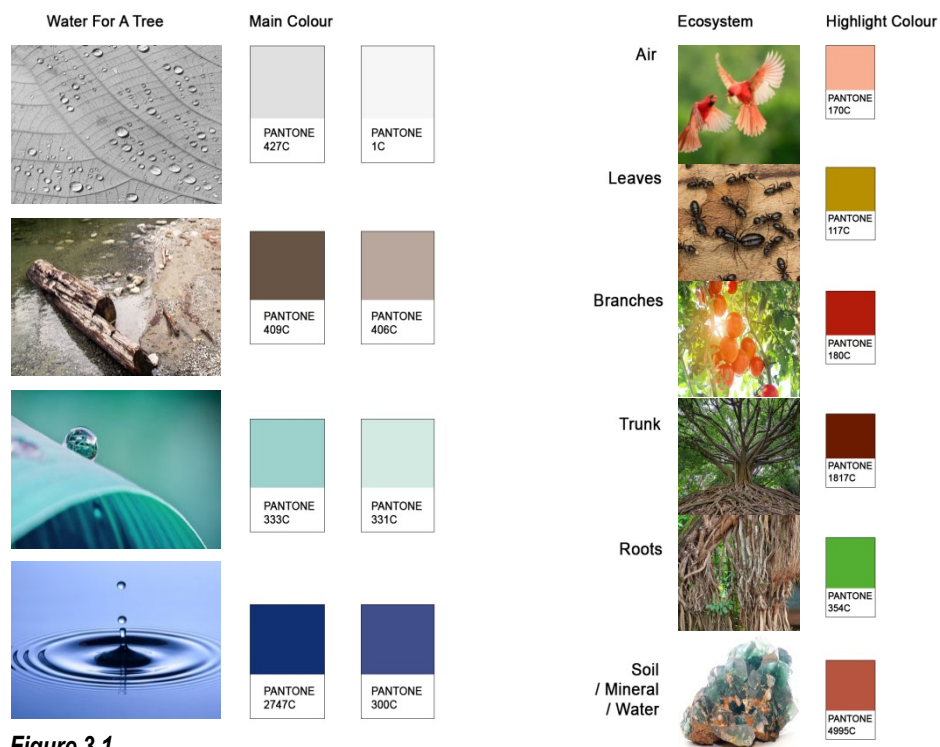 Water For A Tree
Main Colour
PANTONE
427C
PANTONE
1C
PANTONE
409C
PANTONE
406C
PANTONE
333C
PANTONE
331C
PANTONE
2747C
PANTONE
300C
Figure 3.1
Ecosystem
Highlight Colour
Air
PANTONE
170C
Leaves
PANTONE
117C
Branches
PANTONE
180C
Trunk
PANTONE
1817C
Roots
PANTONE
354C
Soil
/ Mineral
/ Water
PANTONE
4995C